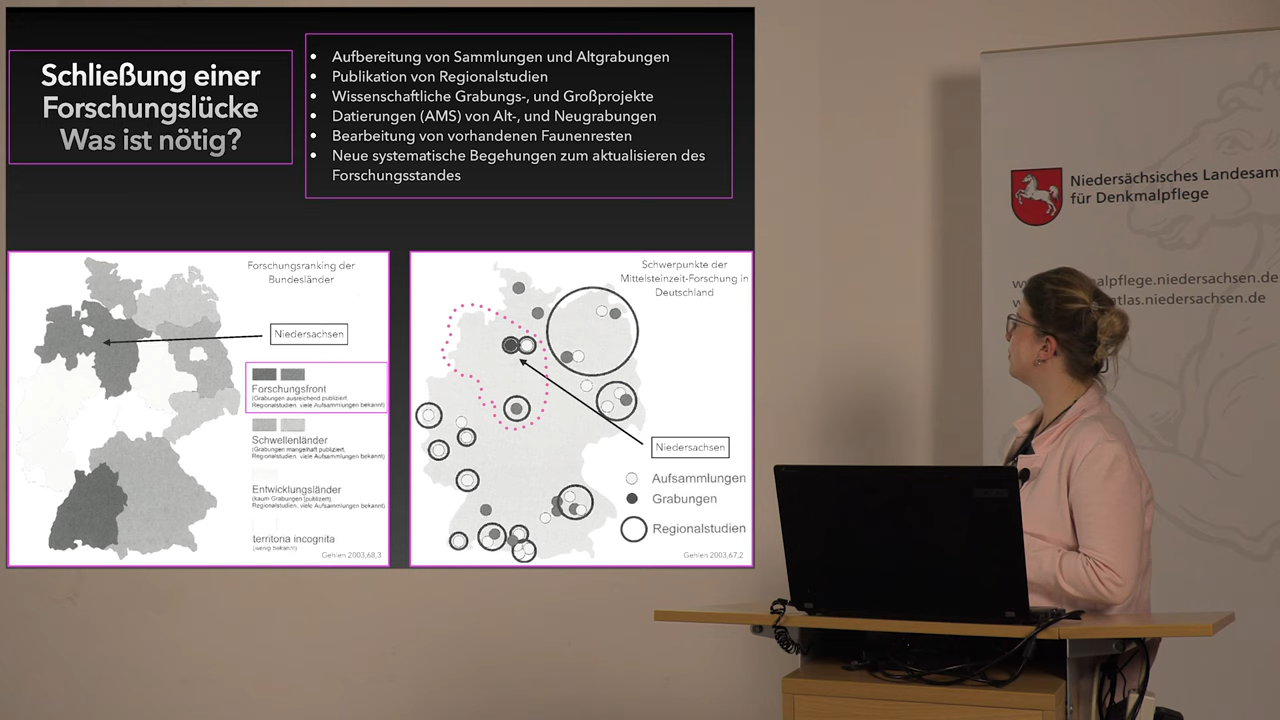 Schließung einer
Forschungslücke
Was ist nötig?
• Aufbereitung von Sammlungen und Altgrabungen
• Publikation von Regionalstudien
• Wissenschaftliche Grabungs-, und Großprojekte
• Datierungen (AMS) von Alt-, und Neugrabungen
• Bearbeitung von vorhandenen Faunenresten
• Neue systematische Begehungen zum aktualisieren des
Forschungsstandes
Forschungsranking der
Bundesländer
Niedersachsen
Forschungsfront
(Grabungen ausreichend publiziert,
Regionalstudien, viele Aufsammlungen bekannt)
Schwellenländer
(Grabungen mangelhaft publiziert,
Regionalstudien, viele Aufsammlungen bekannt)
Entwicklungsländer
(kaum Grabungen [publiziert],
Regionalstudien, viele Aufsammlungen bekannt)
territoria incognita
(wenig bekannt)
Gehlen 2003,68,3
Schwerpunkte der
Mittelsteinzeit-Forschung in
Deutschland
Niedersachsen
Aufsammlungen
Grabungen
Regionalstudien
Gehlen 2003,67,2
Niedersächsisches Landesam
für Denkmalpflege
malpflege.niedersachsen.de
atlas.niedersachsen.de